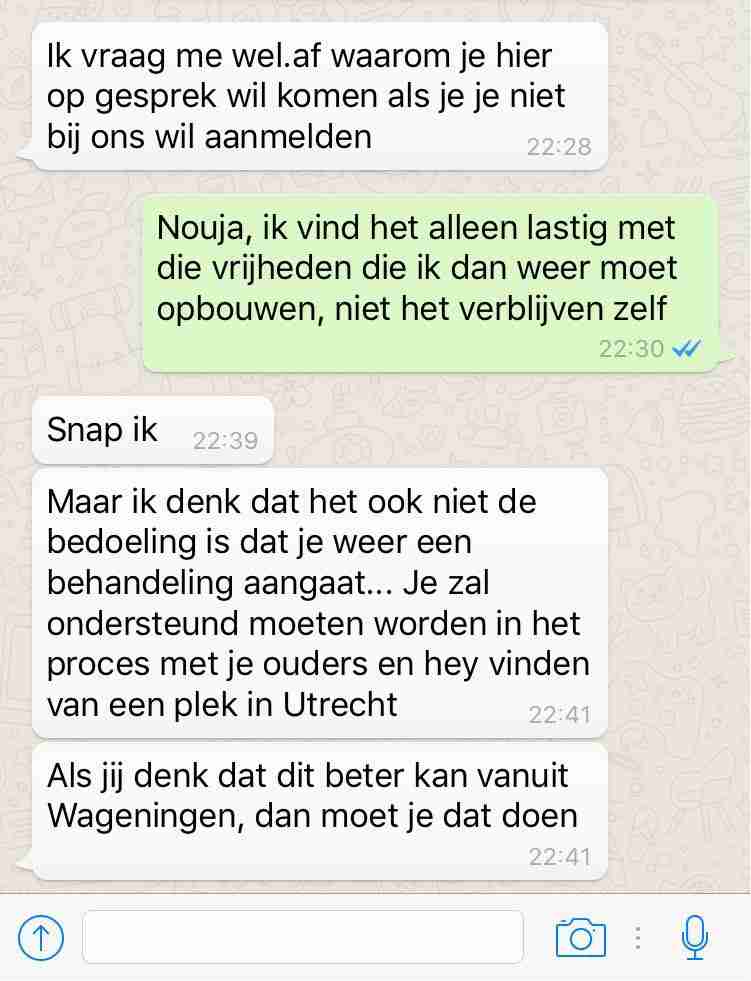 Ik vraag me wel.af waarom je hier
op gesprek wil komen als je je niet
bij ons wil aanmelden
22:28
Nouja, ik vind het alleen lastig met
die vrijheden die ik dan weer moet
opbouwen, niet het verblijven zelf
22:30
Snap ik 22:39
Maar ik denk dat het ook niet de
bedoeling is dat je weer een
behandeling aangaat... Je zal
ondersteund moeten worden in het
proces met je ouders en hey vinden
van een plek in Utrecht
22:41
Als jij denk dat dit beter kan vanuit
Wageningen, dan moet je dat doen
22:41